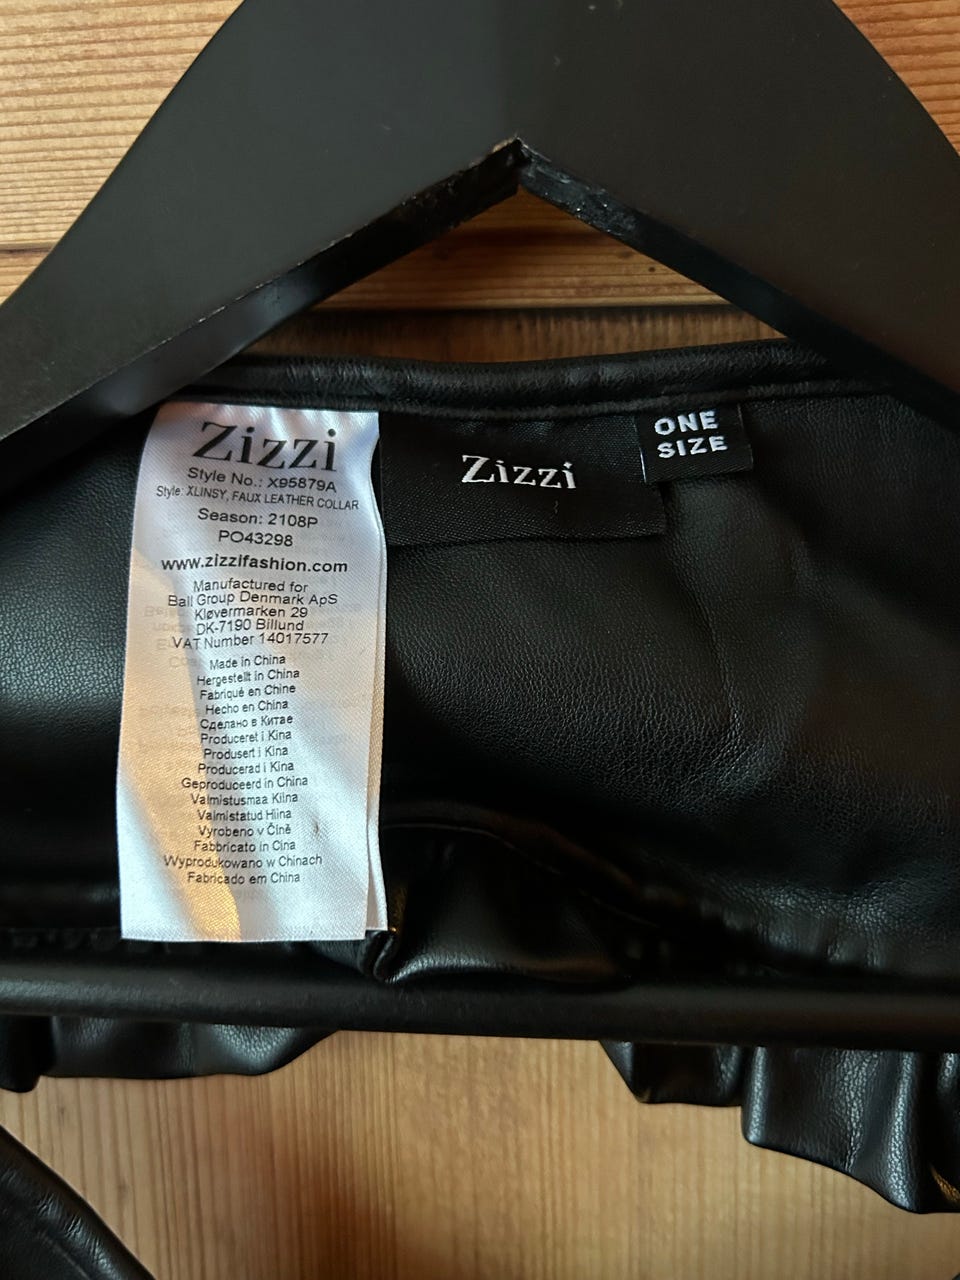 Zizzi
Style No.: X95879A
Style: XLINSY, FAUX LEATHER COLLAR
Season: 2108P
PO43298
www.zizzifashion.com
Manufactured for
Ball Group Denmark ApS
Kløvermarken 29
DK-7190 Billund
VAT Number 14017577
Made in China
Hergestellt in China
Fabriqué en Chine
Hecho en China
Сделано в Китае
Produceret i Kina
Produsert i Kina
Producerad i Kina
Geproduceerd in China
Valmistusmaa Kiina
Valmistatud Hiina
Vyrobeno v Číně
Fabbricato in Cina
Wyprodukowano w Chinach
Fabricado em China
Zizzi
ONE
SIZE